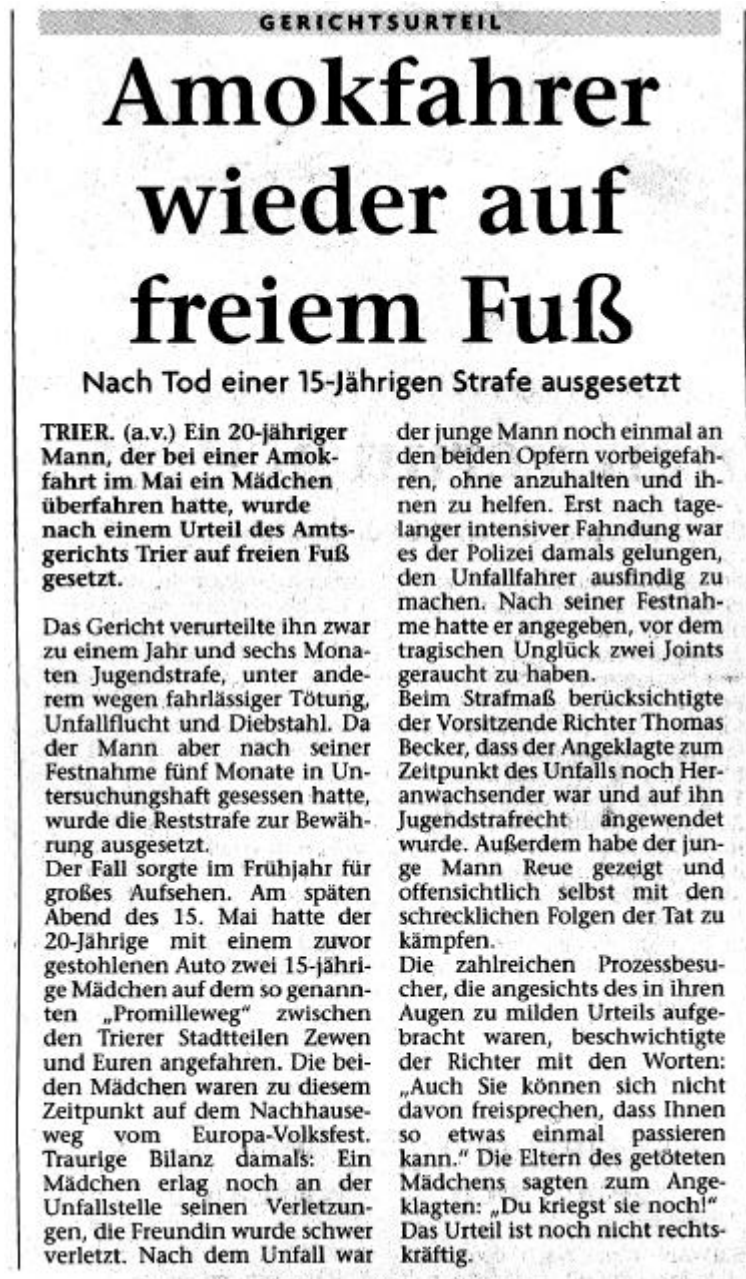 GERICHTSURTEIL
Amokfahrer
wieder auf
freiem Fuß
Nach Tod einer 15-Jährigen Strafe ausgesetzt
TRIER. (a.v.) Ein 20-jähriger
Mann, der bei einer Amok-
fahrt im Mai ein Mädchen
überfahren hatte, wurde
nach einem Urteil des Amts-
gerichts Trier auf freien Fuß
gesetzt.
Das Gericht verurteilte ihn zwar
zu einem Jahr und sechs Mona-
ten Jugendstrafe, unter ande-
rem wegen fahrlässiger Tötung,
Unfallflucht und Diebstahl. Da
der Mann aber nach seiner
Festnahme fünf Monate in Un-
tersuchungshaft gesessen hatte,
wurde die Reststrafe zur Bewäh-
rung ausgesetzt.
Der Fall sorgte im Frühjahr für
großes Aufsehen. Am späten
Abend des 15. Mai hatte der
20-Jährige mit einem zuvor
gestohlenen Auto zwei 15-jähri-
ge Mädchen auf dem so genann-
ten „Promilleweg“ zwischen
den Trierer Stadtteilen Zewen
und Euren angefahren. Die bei-
den Mädchen waren zu diesem
Zeitpunkt auf dem Nachhause-
weg vom Europa-Volksfest.
Traurige Bilanz damals: Ein
Mädchen erlag noch an der
Unfallstelle seinen Verletzun-
gen, die Freundin wurde schwer
verletzt. Nach dem Unfall war
der junge Mann noch einmal an
den beiden Opfern vorbeigefah-
ren, ohne anzuhalten und ih-
nen zu helfen. Erst nach tage-
langer intensiver Fahndung war
es der Polizei damals gelungen,
den Unfallfahrer ausfindig zu
machen. Nach seiner Festnah-
me hatte er angegeben, vor dem
tragischen Unglück zwei Joints
geraucht zu haben.
Beim Strafmaß berücksichtigte
der Vorsitzende Richter Thomas
Becker, dass der Angeklagte zum
Zeitpunkt des Unfalls noch Her-
anwachsender war und auf ihn
Jugendstrafrecht angewendet
wurde. Außerdem habe der jun-
ge Mann Reue gezeigt und
offensichtlich selbst mit den
schrecklichen Folgen der Tat zu
kämpfen.
Die zahlreichen Prozessbesu-
cher, die angesichts des in ihren
Augen zu milden Urteils aufge-
bracht waren, beschwichtigte
der Richter mit den Worten:
„Auch Sie können sich nicht
davon freisprechen, dass Ihnen
so etwas einmal passieren
kann.“ Die Eltern des getöteten
Mädchens sagten zum Ange-
klagten: „Du kriegst sie noch!“
Das Urteil ist noch nicht rechts-
kräftig.